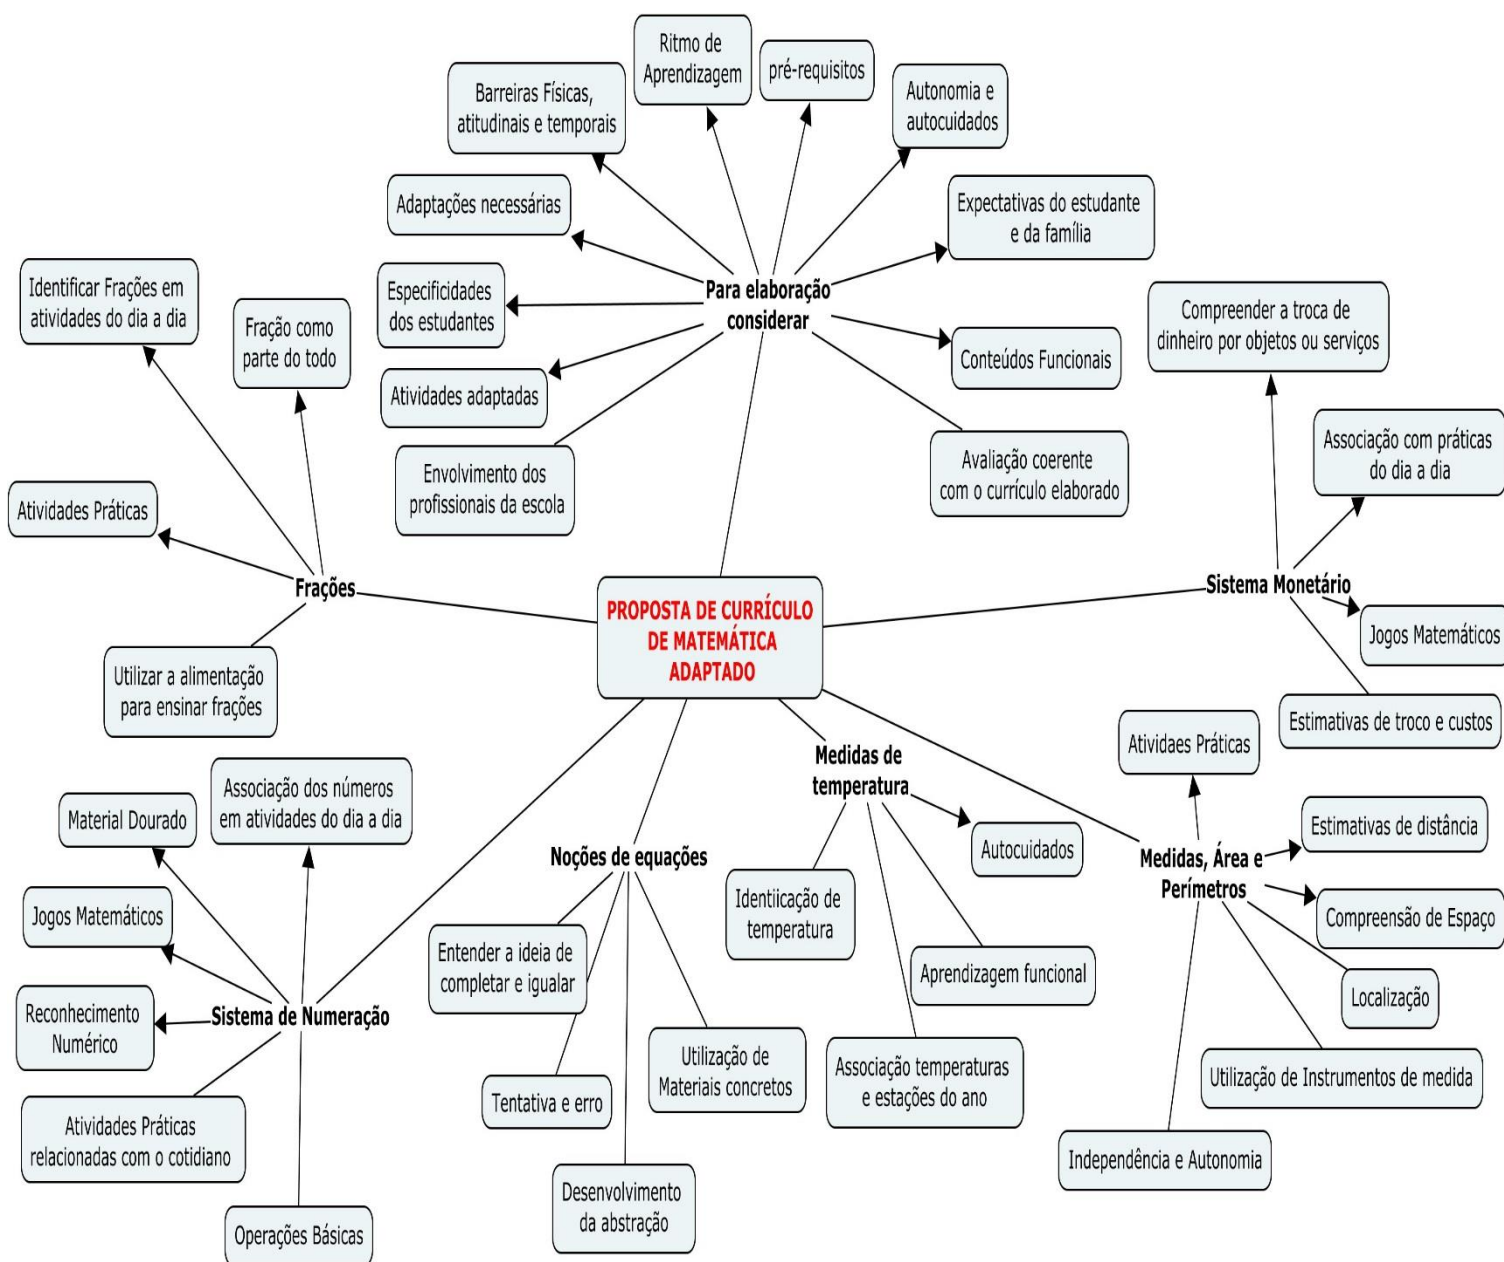 Ritmo de
Aprendizagem
pré-requisitos
Barreiras Físicas,
atitudinais e temporais
Autonomia e
autocuidados
Adaptações necessárias
Expectativas do estudante
e da família
Especificidades
dos estudantes
Para elaboração
considerar
Atividades adaptadas
Conteúdos Funcionais
Envolvimento dos
profissionais da escola
Avaliação coerente
com o currículo elaborado
Identificar Frações em
atividades do dia a dia
Fração como
parte do todo
Atividades Práticas
Frações
Utilizar a alimentação
para ensinar frações
Compreender a troca de
dinheiro por objetos ou serviços
Associação com práticas
do dia a dia
Sistema Monetário
Jogos Matemáticos
Estimativas de troco e custos
PROPOSTA DE CURRÍCULO
DE MATEMÁTICA
ADAPTADO
Material Dourado
Associação dos números
em atividades do dia a dia
Jogos Matemáticos
Reconhecimento
Numérico
Sistema de Numeração
Atividades Práticas
relacionadas com o cotidiano
Operações Básicas
Noções de equações
Entender a ideia de
completar e igualar
Tentativa e erro
Utilização de
Materiais concretos
Desenvolvimento
da abstração
Medidas de
temperatura
Autocuidados
Identiicação de
temperatura
Aprendizagem funcional
Associação temperaturas
e estações do ano
Atividaes Práticas
Estimativas de distância
Medidas, Área e
Perímetros
Compreensão de Espaço
Localização
Utilização de Instrumentos de medida
Independência e Autonomia